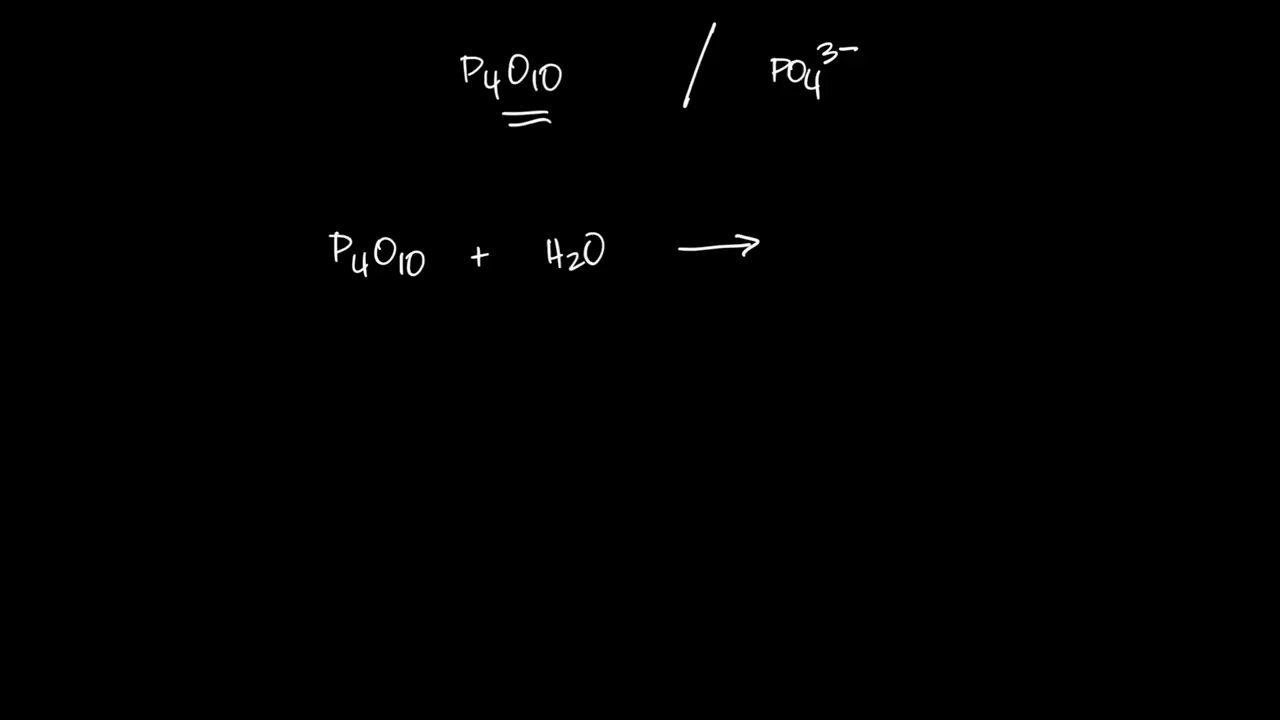 P₄O₁₀ / PO₄³⁻
P₄O₁₀ + H₂O ⟶